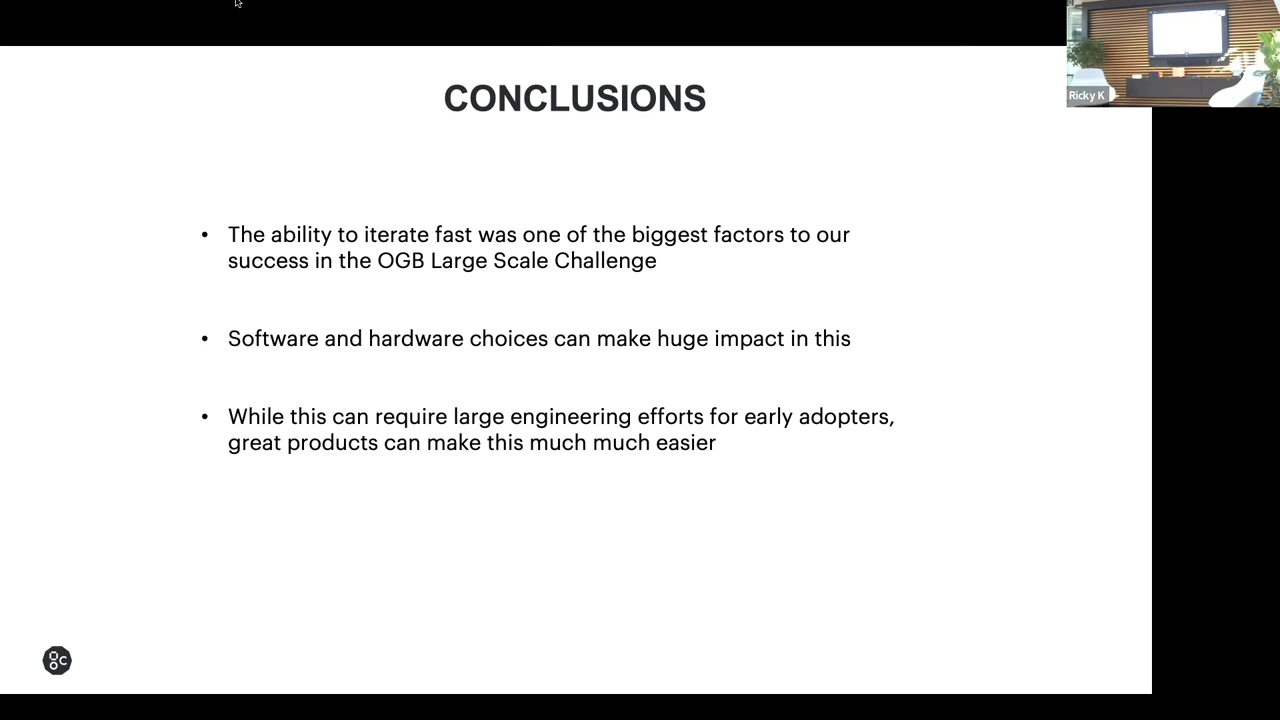 CONCLUSIONS
Ricky K
• The ability to iterate fast was one of the biggest factors to our
success in the OGB Large Scale Challenge
• Software and hardware choices can make huge impact in this
• While this can require large engineering efforts for early adopters,
great products can make this much much easier